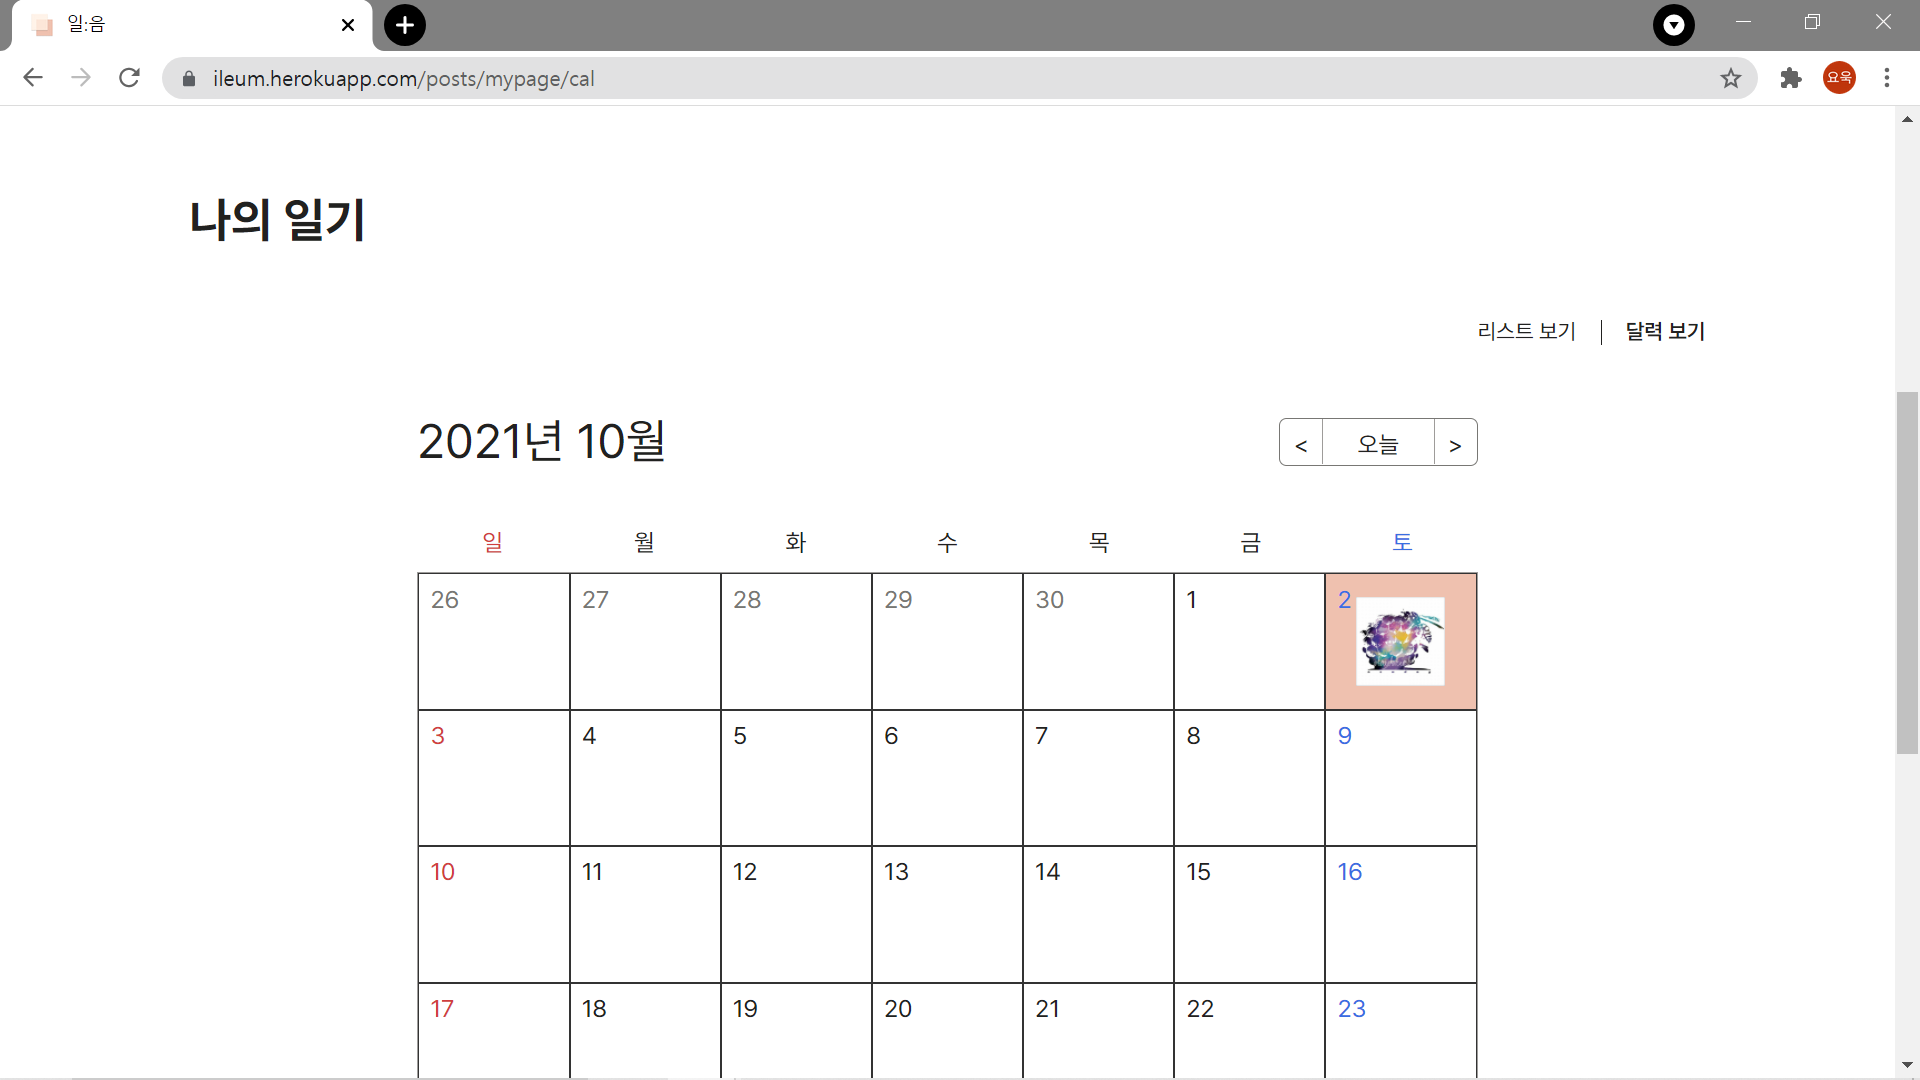 일:음
ileum.herokuapp.com/posts/mypage/cal
요욱
나의 일기
리스트 보기 | 달력 보기
2021년 10월
< 오늘 >
일 월 화 수 목 금 토
26 27 28 29 30 1 2
3 4 5 6 7 8 9
10 11 12 13 14 15 16
17 18 19 20 21 22 23